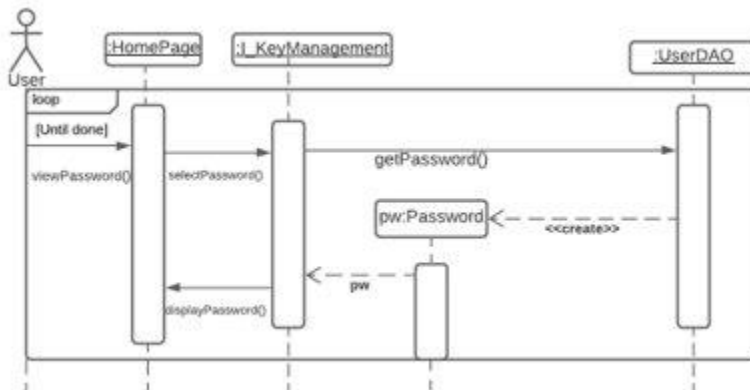 :HomePage
:I_KeyManagement
:UserDAO
User
loop
[Until done]
viewPassword()
selectPassword()
getPassword()
pw:Password
<<create>>
pw
displayPassword()